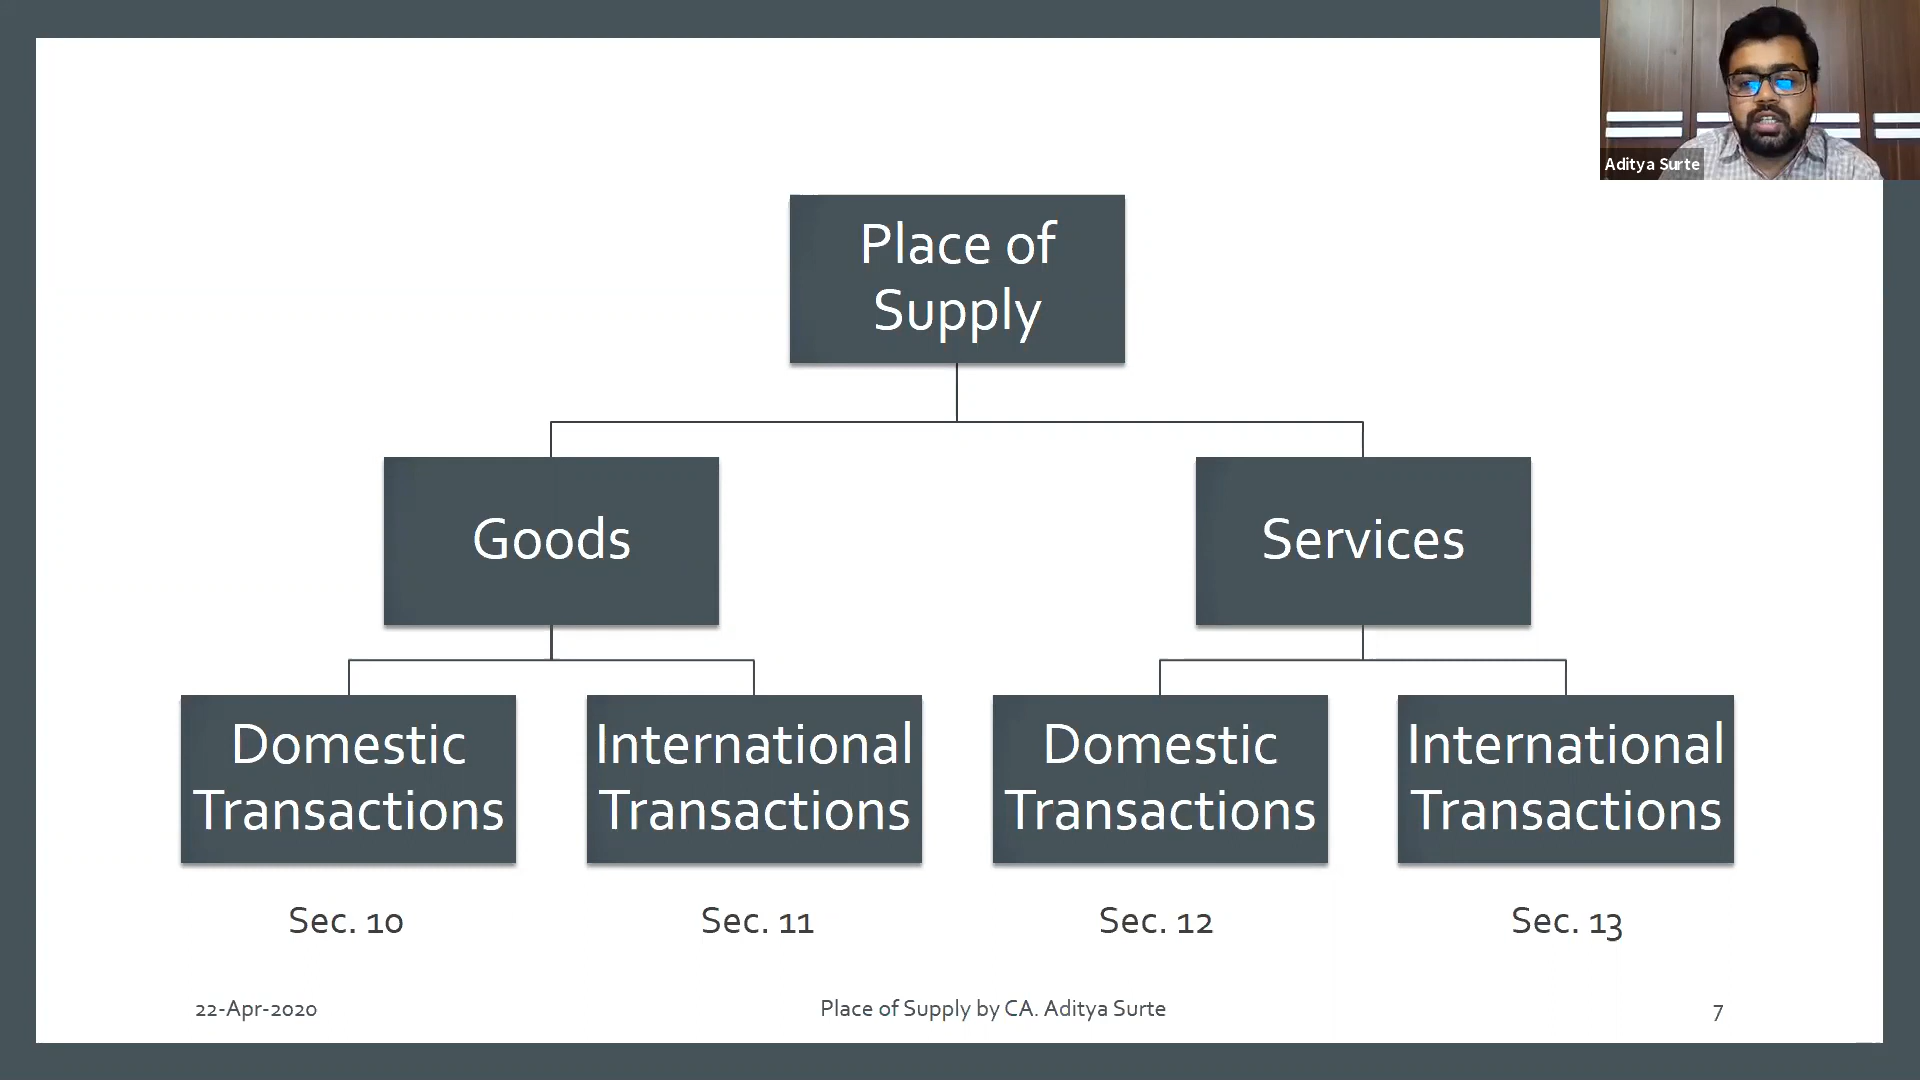 Aditya Surte
Place of
Supply
Goods
Services
Domestic
Transactions
International
Transactions
Domestic
Transactions
International
Transactions
Sec. 10
Sec. 11
Sec. 12
Sec. 13
22-Apr-2020
Place of Supply by CA. Aditya Surte
7